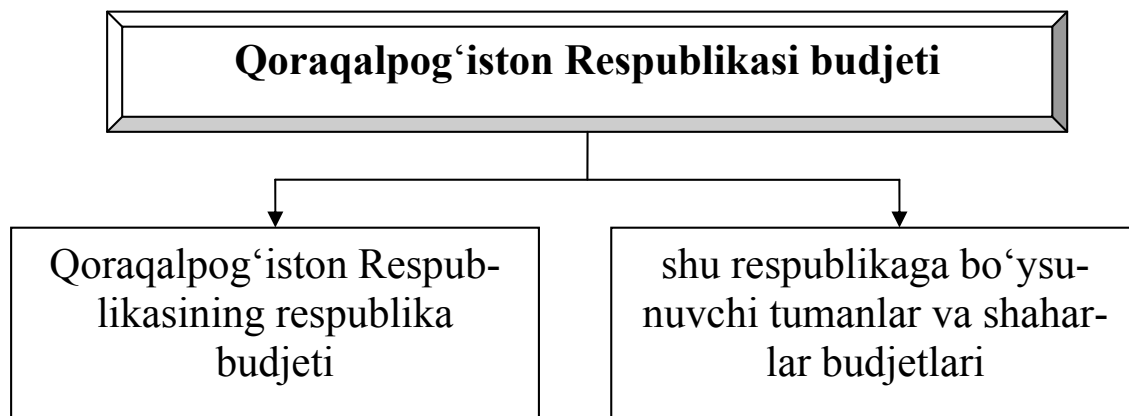 Qoraqalpog‘iston Respublikasi budjeti
Qoraqalpog‘iston Respub-
likasining respublika
budjeti
shu respublikaga bo‘ysu-
nuvchi tumanlar va shahar-
lar budjetlari